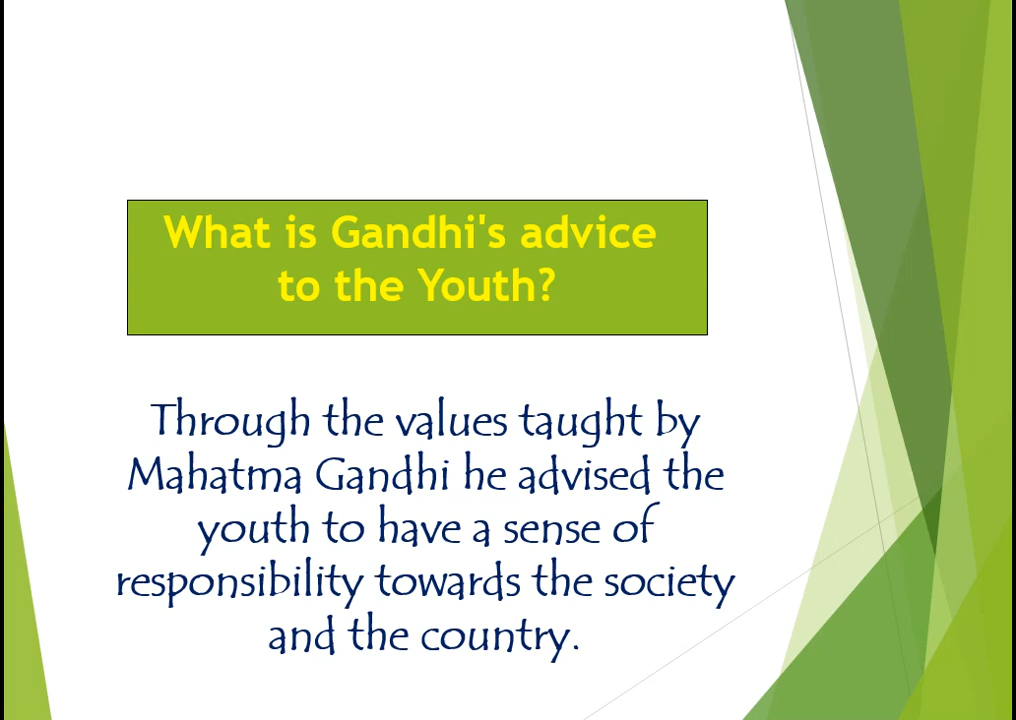 What is Gandhi's advice
to the Youth?
Through the values taught by
Mahatma Gandhi he advised the
youth to have a sense of
responsibility towards the society
and the country.